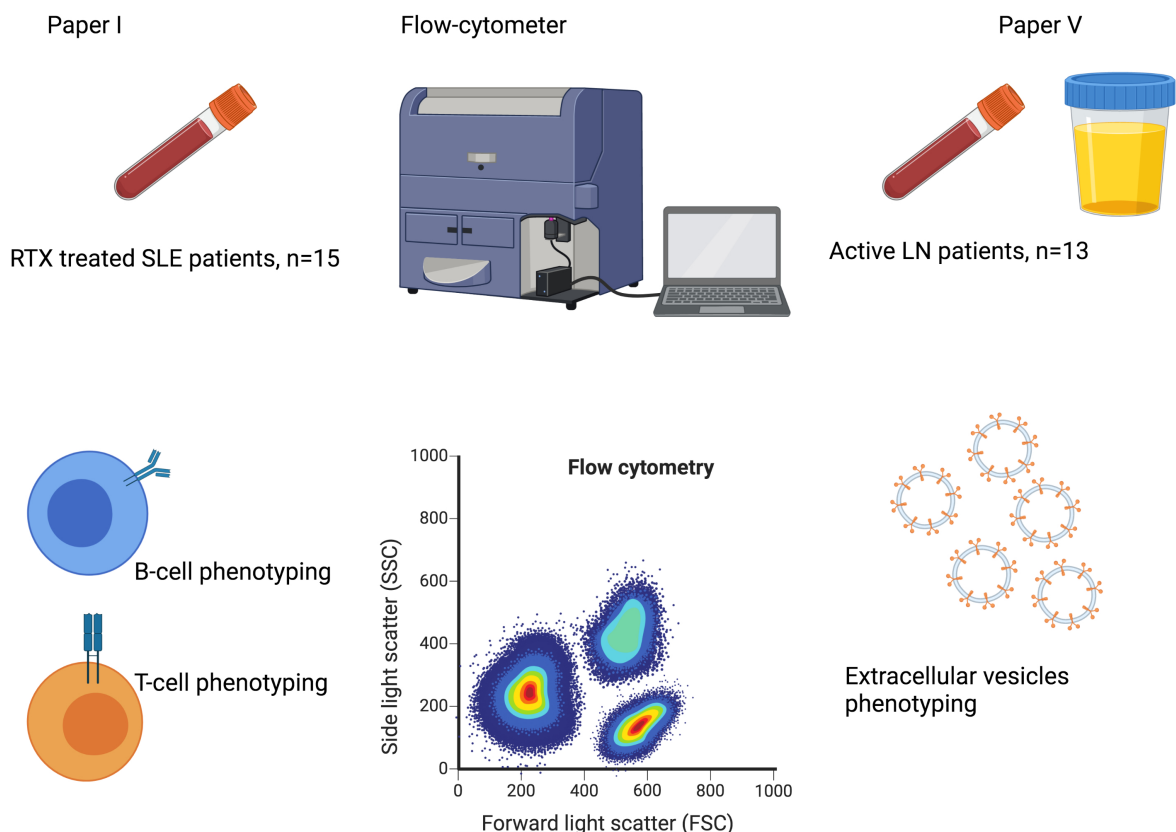 Paper I
Flow-cytometer
Paper V
RTX treated SLE patients, n=15
Active LN patients, n=13
B-cell phenotyping
T-cell phenotyping
Flow cytometry
Side light scatter (SSC)
1000
800
600
400
200
0
0 200 400 600 800 1000
Forward light scatter (FSC)
Extracellular vesicles
phenotyping